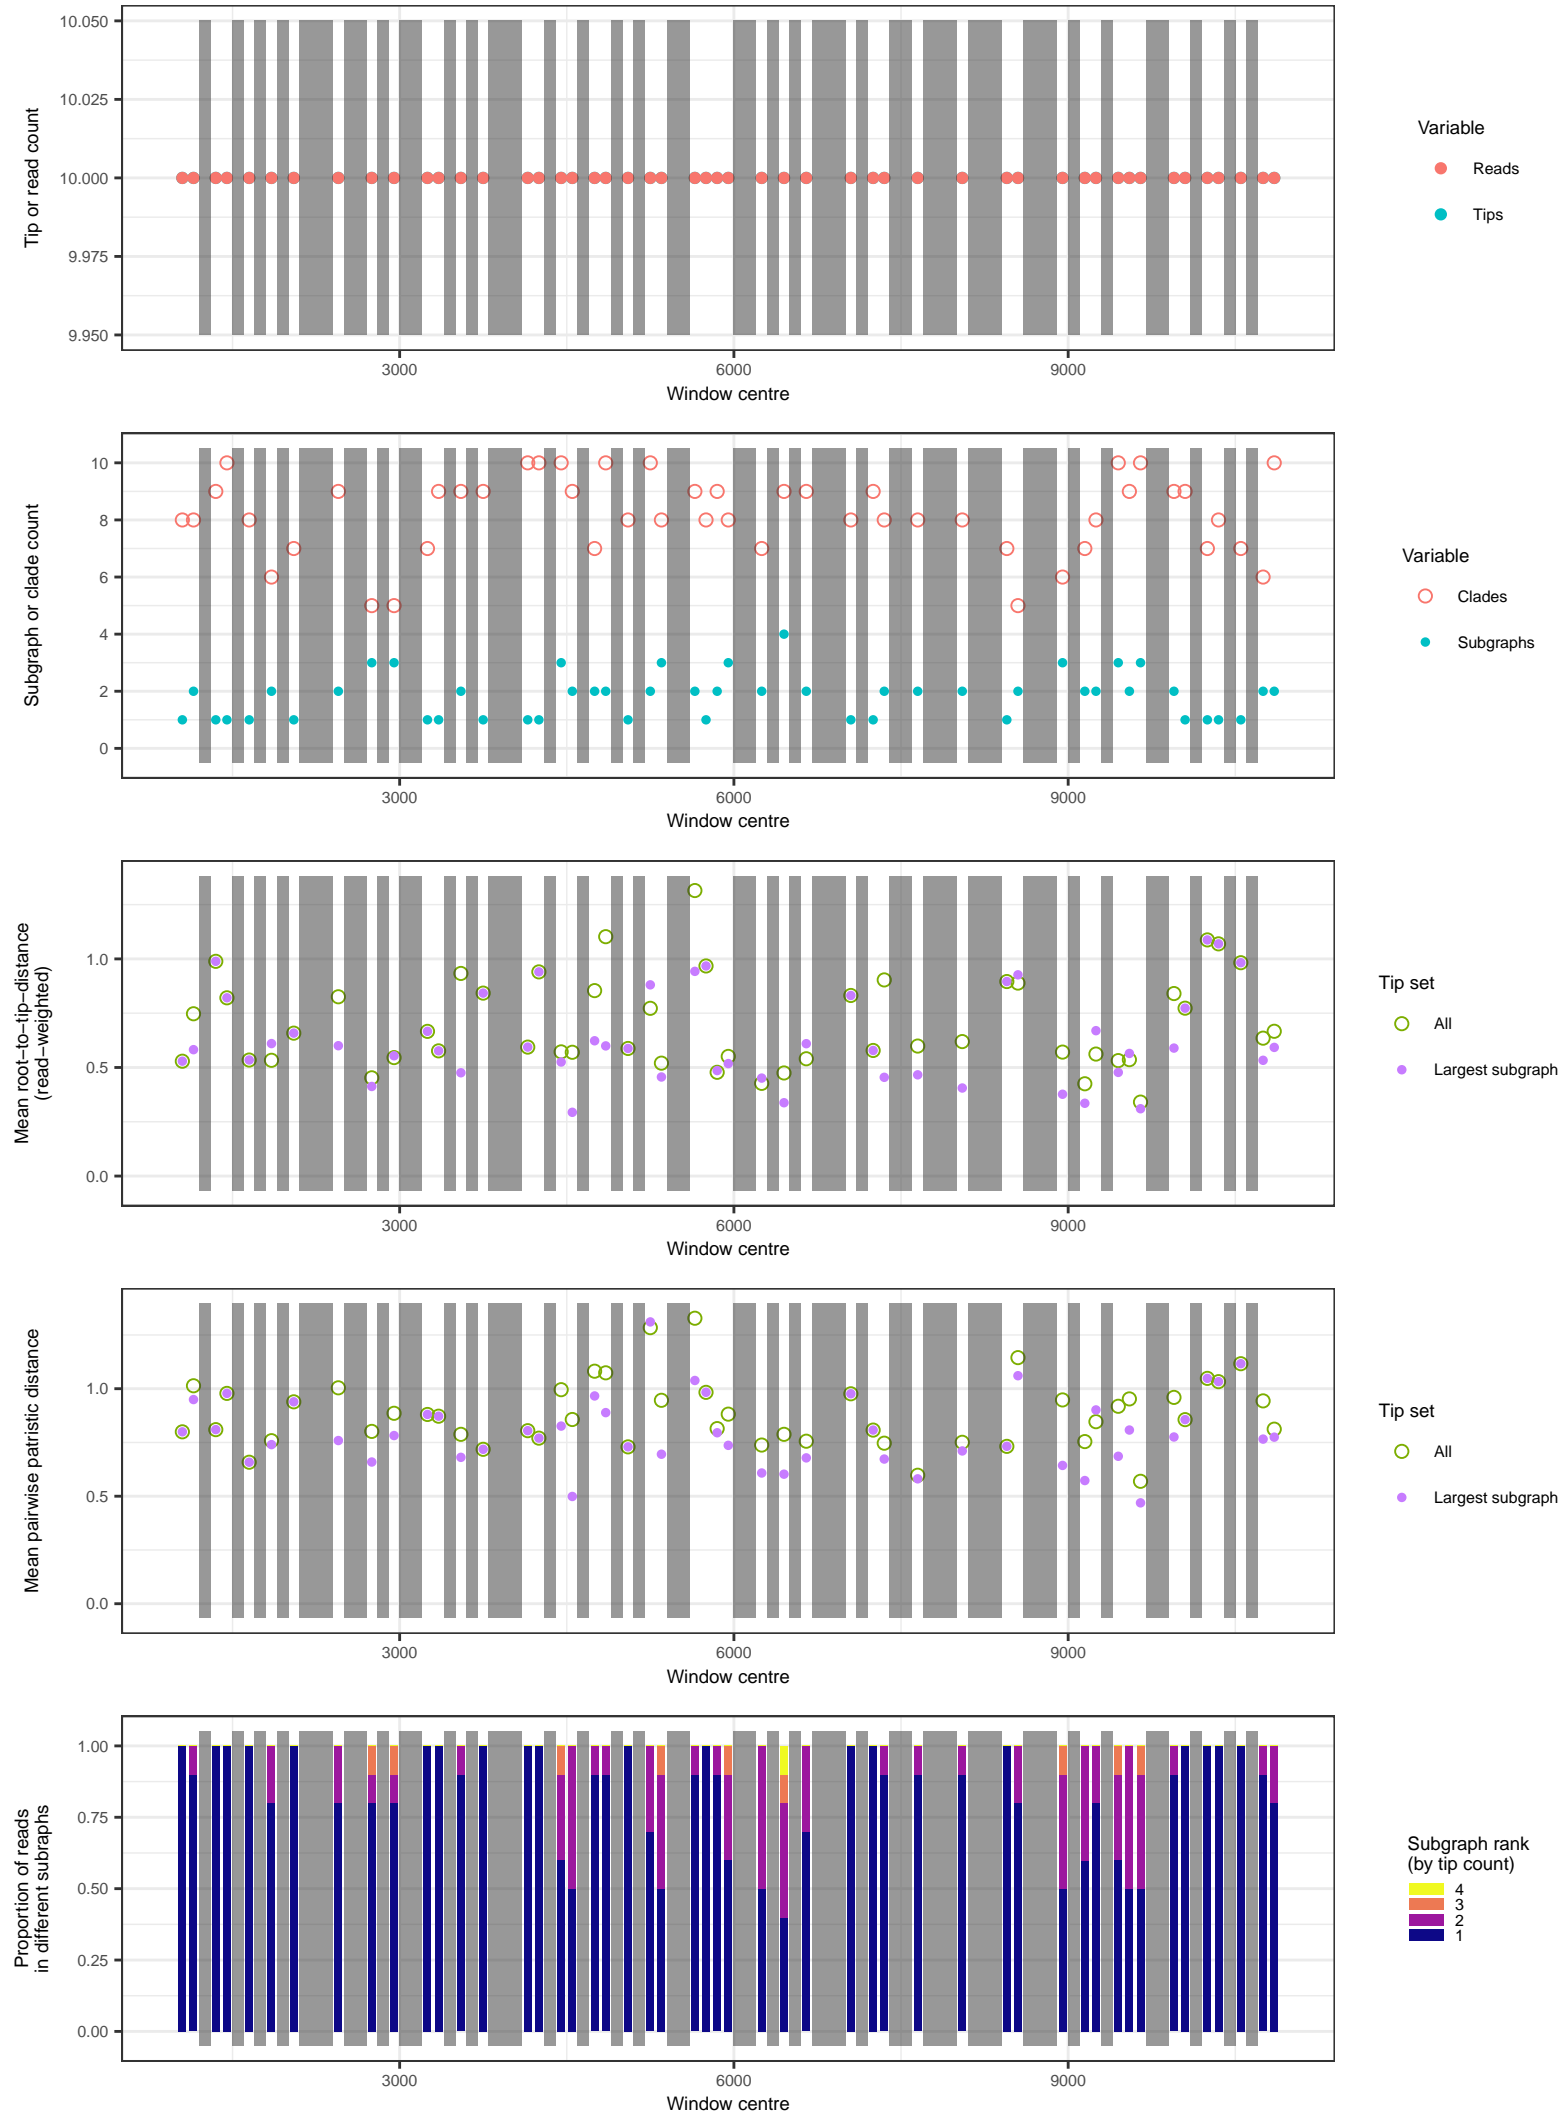 10.050
10.025
10.000
9.975
9.950
Tip or read count
3000
6000
9000
Window centre
Variable
Reads
Tips
10
8
6
4
2
0
Subgraph or clade count
3000
6000
9000
Window centre
Variable
Clades
Subgraphs
1.0
0.5
0.0
Mean root−to−tip−distance
(read−weighted)
3000
6000
9000
Window centre
Tip set
All
Largest subgraph
1.0
0.5
0.0
Mean pairwise patristic distance
3000
6000
9000
Window centre
Tip set
All
Largest subgraph
1.00
0.75
0.50
0.25
0.00
Proportion of reads
in different subraphs
3000
6000
9000
Window centre
Subgraph rank
(by tip count)
4
3
2
1